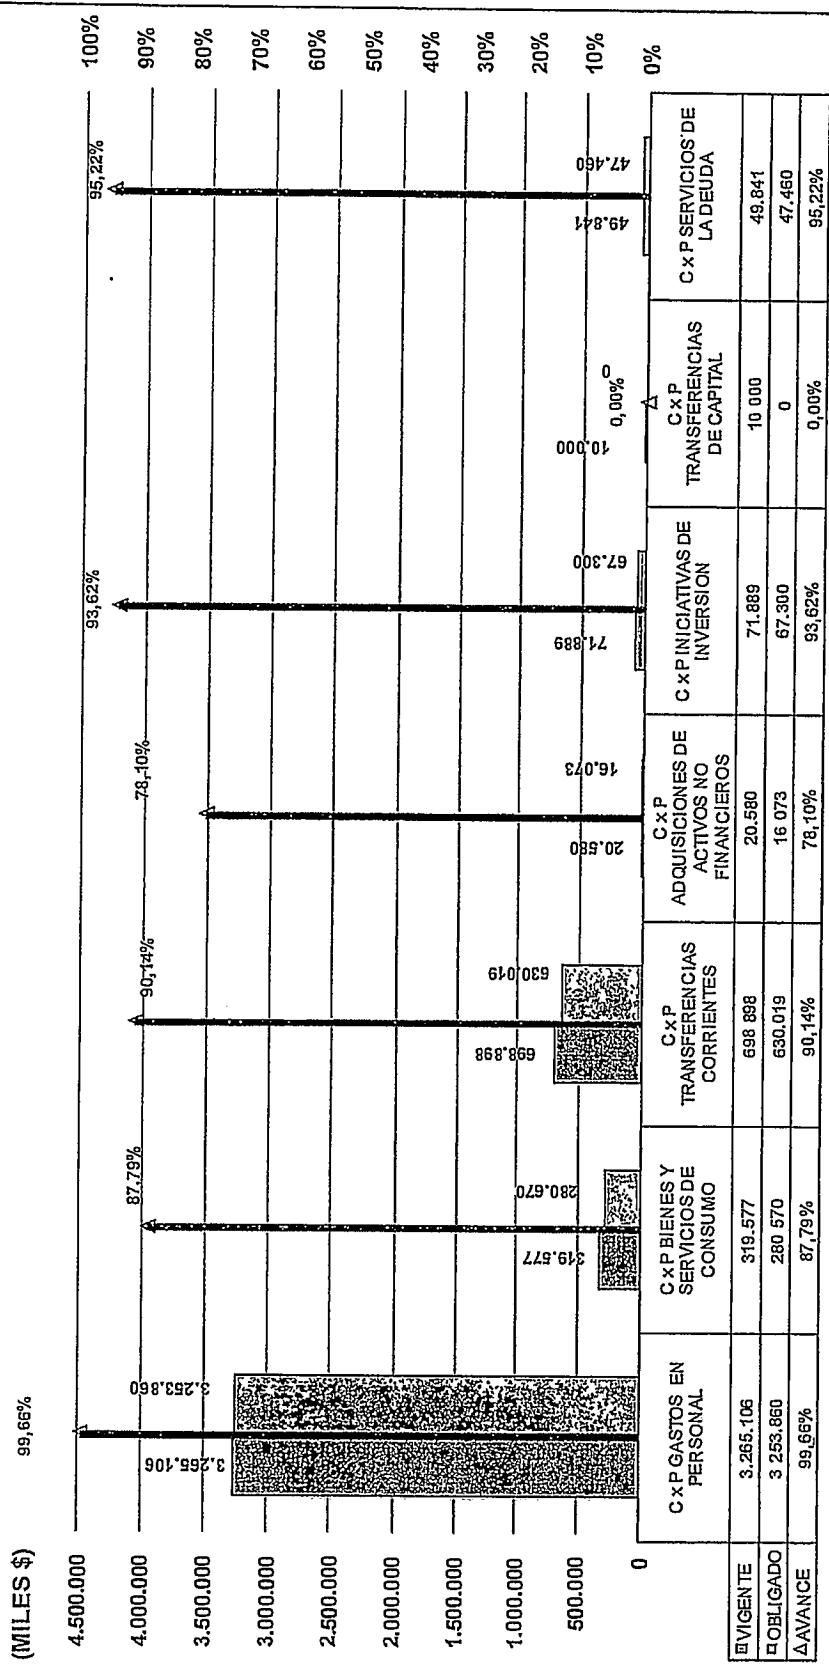 (MILES $)
99,66%
87,79%
90,14%
78,10%
93,62%
95,22%
4.500.000
4.000.000
3.500.000
3.000.000
2.500.000
2.000.000
1.500.000
1.000.000
500.000
0
100%
90%
80%
70%
60%
50%
40%
30%
20%
10%
0%
3.265.106
3.253.860
319.577
280.670
698.898
630.019
20.580
16.073
71.889
67.300
10.000
0
0,00%
49.841
47.460
C x P GASTOS EN
PERSONAL
C x P BIENES Y
SERVICIOS DE
CONSUMO
C x P
TRANSFERENCIAS
CORRIENTES
C x P
ADQUISICIONES DE
ACTIVOS NO
FINANCIEROS
C x P INICIATIVAS DE
INVERSION
C x P
TRANSFERENCIAS
DE CAPITAL
C x P SERVICIOS DE
LA DEUDA
VIGENTE 3.265.106 319.577 698 898 20.580 71.889 10 000 49.841
OBLIGADO 3 253.860 280 570 630.019 16 073 67.300 0 47.460
AVANCE 99,66% 87,79% 90,14% 78,10% 93,62% 0,00% 95,22%